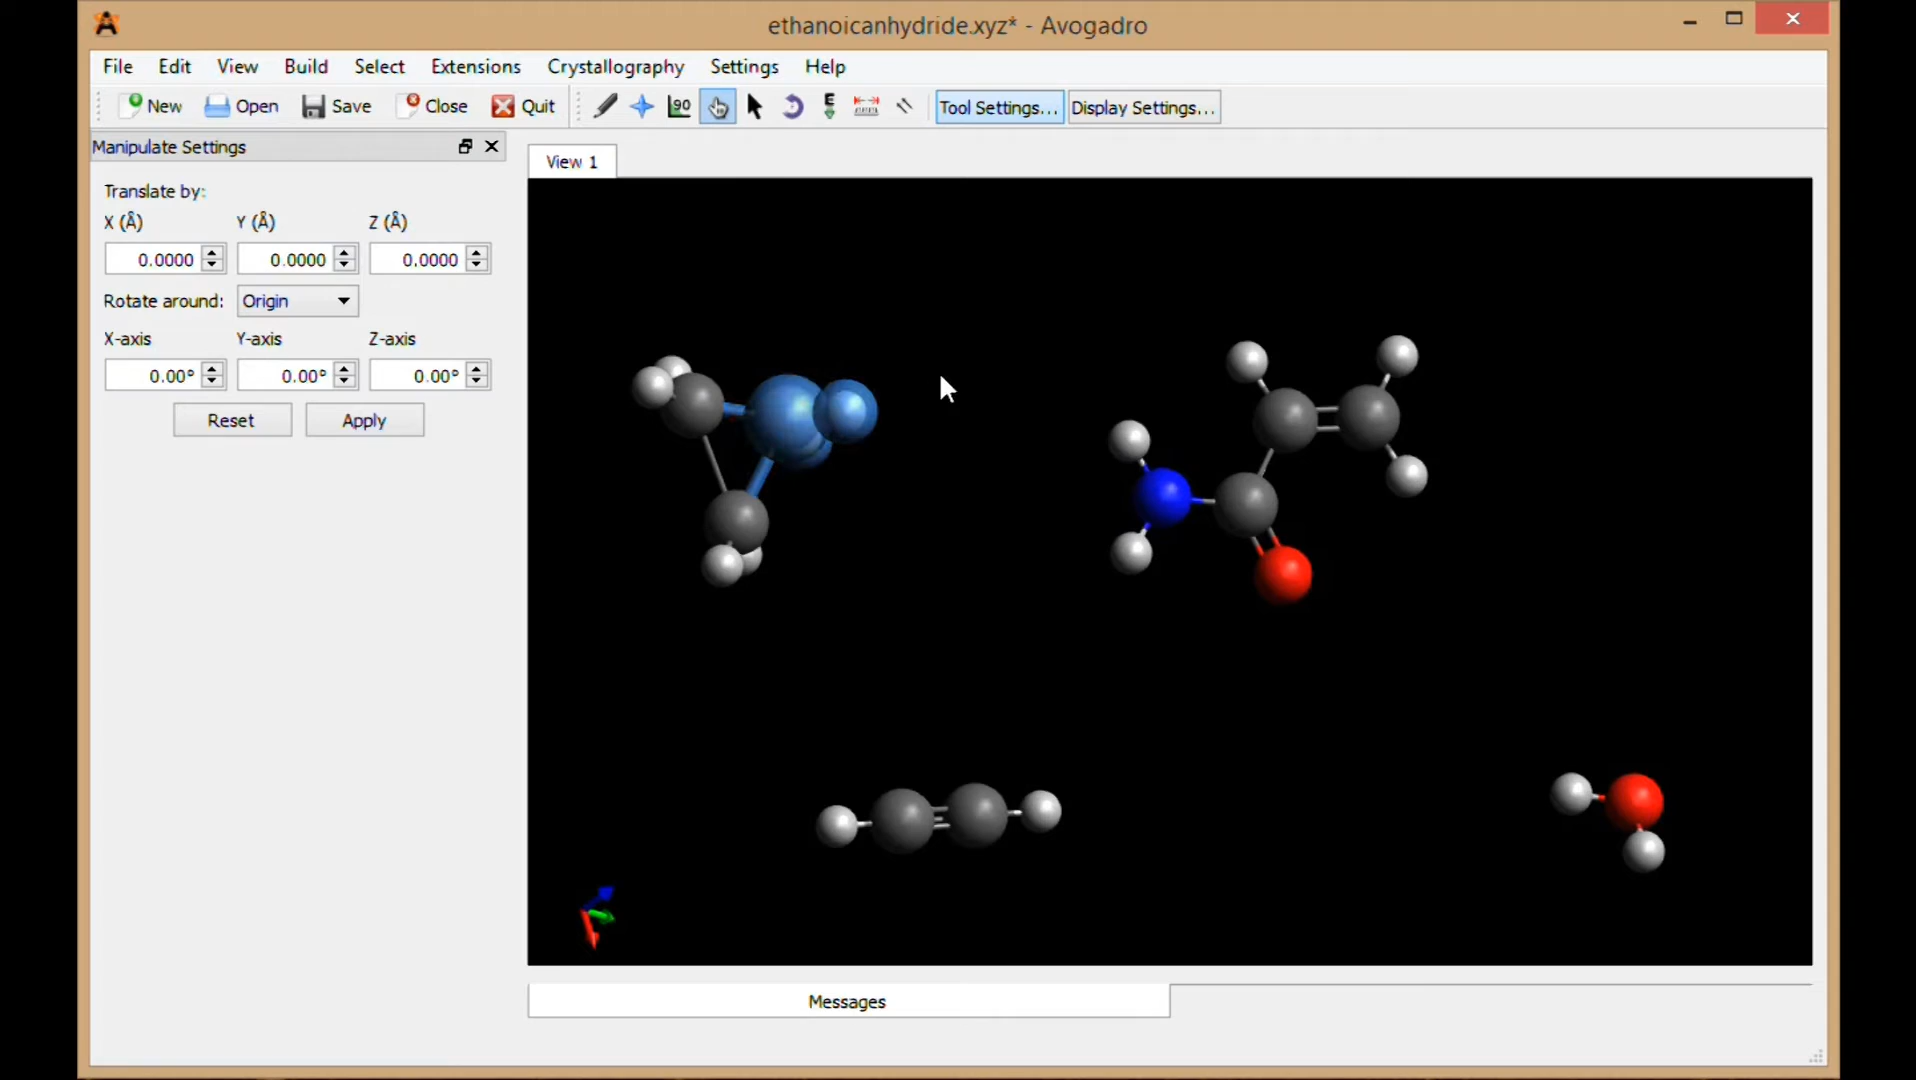 ethanoicanhydride.xyz* - Avogadro
File Edit View Build Select Extensions Crystallography Settings Help
New Open Save Close Quit 90 E Tool Settings... Display Settings...
Manipulate Settings
View 1
Translate by:
X (Å) Y (Å) Z (Å)
0.0000 0.0000 0.0000
Rotate around: Origin
X-axis Y-axis Z-axis
0.00° 0.00° 0.00°
Reset Apply
Messages